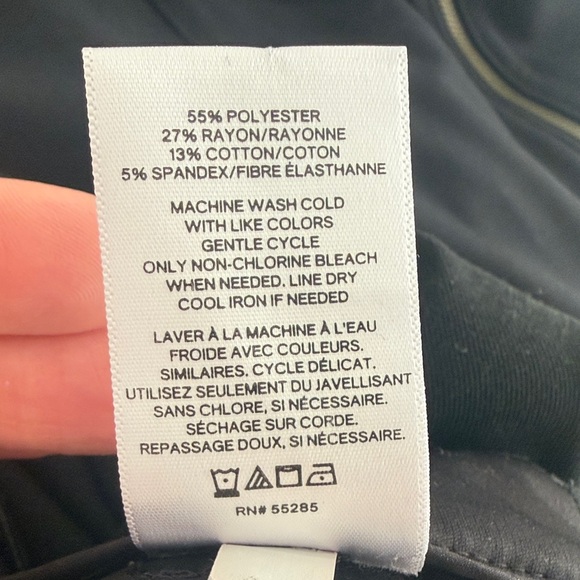 55% POLYESTER
27% RAYON/RAYONNE
13% COTTON/COTON
5% SPANDEX/FIBRE ÉLASTHANNE
MACHINE WASH COLD
WITH LIKE COLORS
GENTLE CYCLE
ONLY NON-CHLORINE BLEACH
WHEN NEEDED. LINE DRY
COOL IRON IF NEEDED
LAVER À LA MACHINE À L'EAU
FROIDE AVEC COULEURS.
SIMILAIRES. CYCLE DÉLICAT.
UTILISEZ SEULEMENT DU JAVELLISANT
SANS CHLORE, SI NÉCESSAIRE.
SÉCHAGE SUR CORDE.
REPASSAGE DOUX, SI NÉCESSAIRE.
RN# 55285